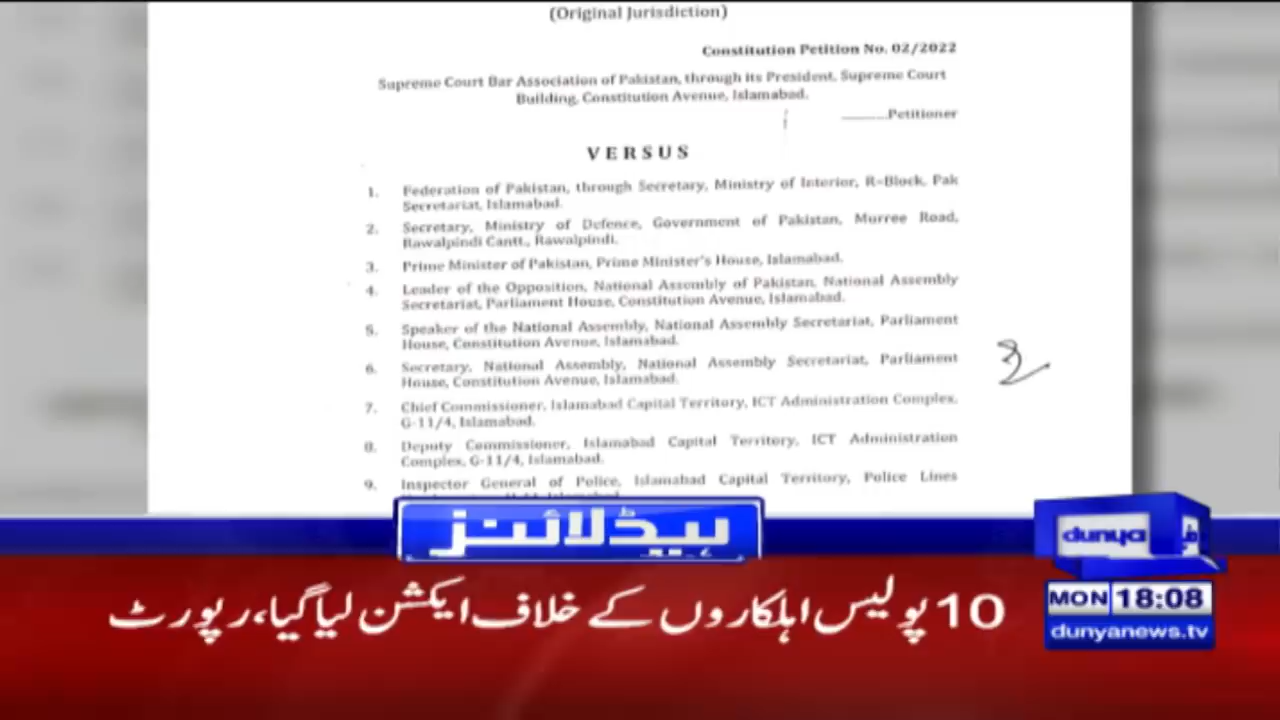 (Original Jurisdiction)
Constitution Petition No. 02/2022
Supreme Court Bar Association of Pakistan, through its President, Supreme Court
Building, Constitution Avenue, Islamabad.
..............Petitioner
VERSUS
1. Federation of Pakistan, through Secretary, Ministry of Interior, R-Block, Pak
Secretariat, Islamabad.
2. Secretary, Ministry of Defence, Government of Pakistan, Murree Road,
Rawalpindi Cantt., Rawalpindi.
3. Prime Minister of Pakistan, Prime Minister's House, Islamabad.
4. Leader of the Opposition, National Assembly of Pakistan, National Assembly
Secretariat, Parliament House, Constitution Avenue, Islamabad.
5. Speaker of the National Assembly, National Assembly Secretariat, Parliament
House, Constitution Avenue, Islamabad.
6. Secretary, National Assembly, National Assembly Secretariat, Parliament
House, Constitution Avenue, Islamabad.
7. Chief Commissioner, Islamabad Capital Territory, ICT Administration Complex,
G-11/4, Islamabad.
8. Deputy Commissioner, Islamabad Capital Territory, ICT Administration
Complex, G-11/4, Islamabad.
9. Inspector General of Police, Islamabad Capital Territory, Police Lines
ہیڈلائنز
dunya
10 پولیس اہلکاروں کے خلاف ایکشن لیا گیا، رپورٹ
MON 18:08
dunyanews.tv